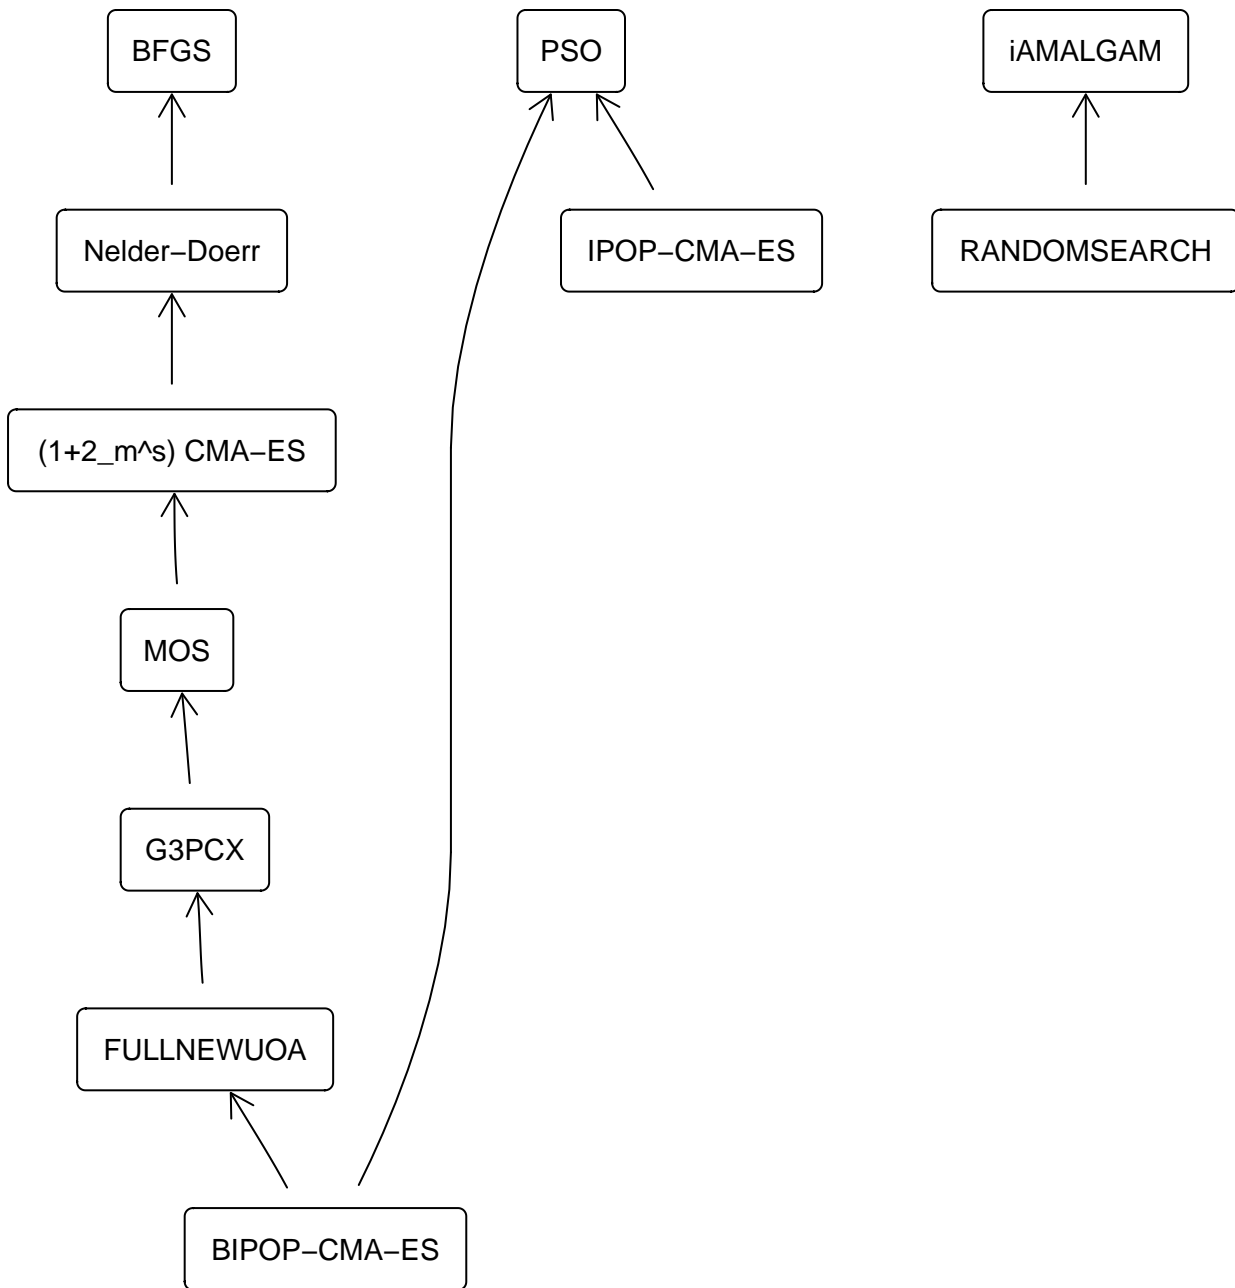 BFGS
PSO
iAMALGAM
Nelder−Doerr
IPOP−CMA−ES
RANDOMSEARCH
(1+2_m^s) CMA−ES
MOS
G3PCX
FULLNEWUOA
BIPOP−CMA−ES